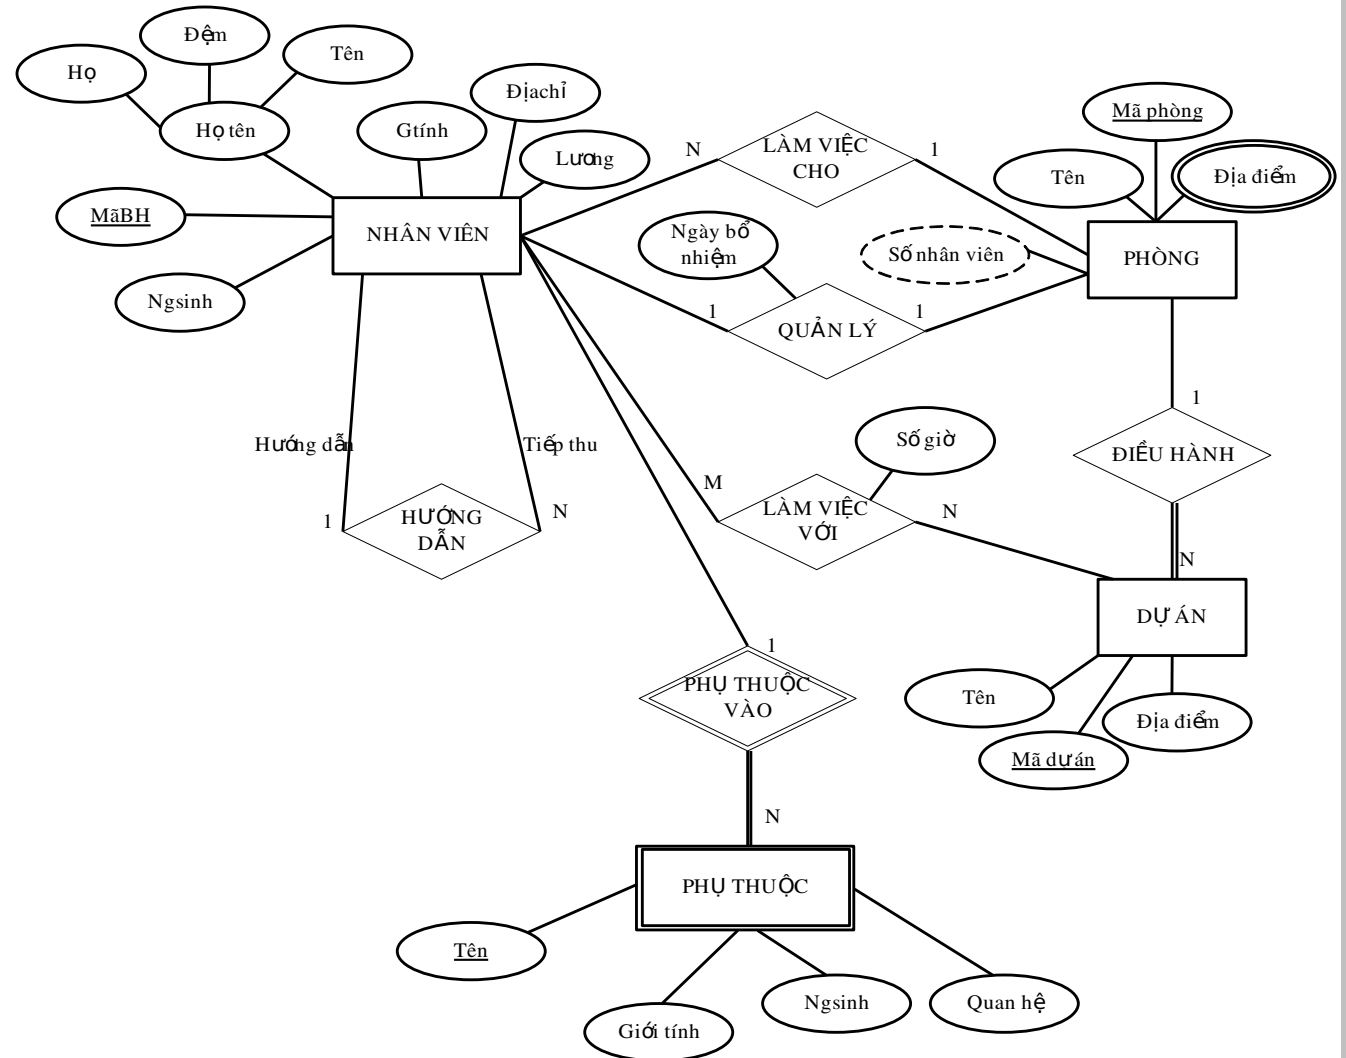 Đệm
Tên
Họ
Họ tên
Gtính
Địachỉ
Lương
MãBH
NHÂN VIÊN
Ngsinh
N
LÀM VIỆC
CHO
1
Mã phòng
Tên
Địa điểm
Ngày bổ
nhiệm
Số nhân viên
PHÒNG
1
QUẢN LÝ
1
1
Hướng dẫn
Tiếp thu
Số giờ
ĐIỀU HÀNH
M
LÀM VIỆC
VỚI
N
1
HƯỚNG
DẪN
N
N
DỰ ÁN
1
PHỤ THUỘC
VÀO
Tên
Địa điểm
Mã dự án
N
PHỤ THUỘC
Tên
Giới tính
Ngsinh
Quan hệ